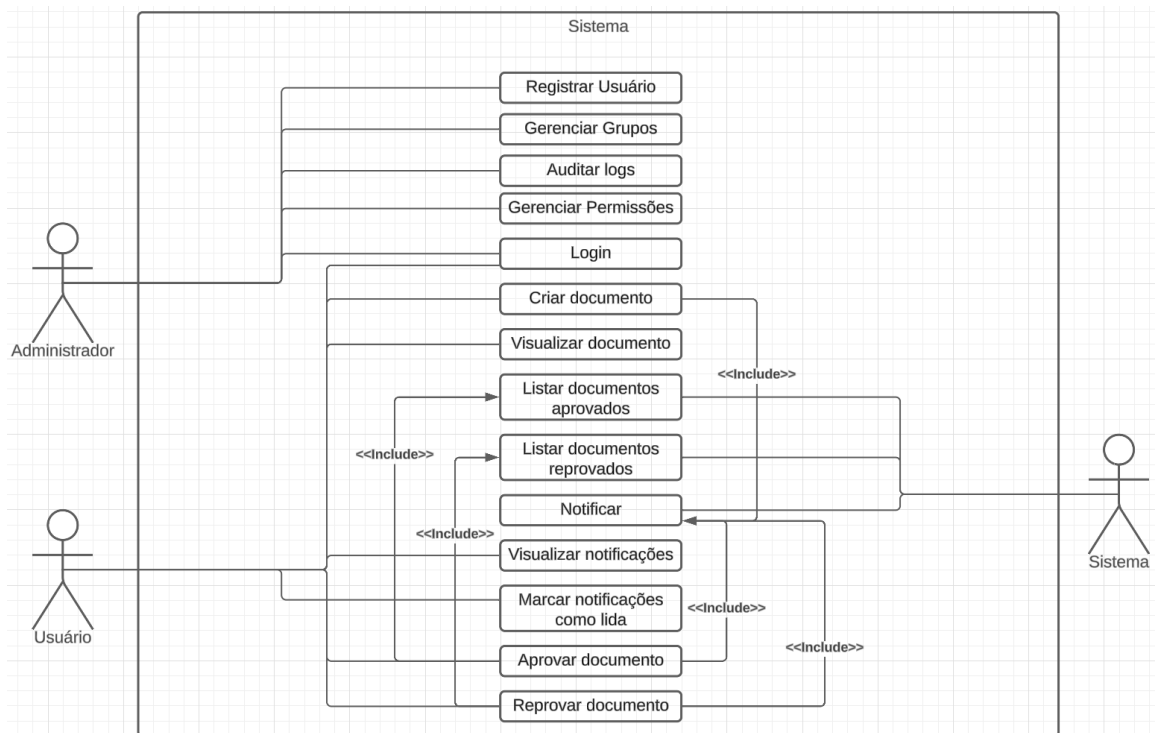 Sistema
Registrar Usuário
Gerenciar Grupos
Auditar logs
Gerenciar Permissões
Login
Criar documento
Visualizar documento
Administrador
<<Include>>
Listar documentos
aprovados
<<Include>>
Listar documentos
reprovados
Notificar
<<Include>>
Visualizar notificações
Sistema
Marcar notificações
como lida
<<Include>>
Usuário
<<Include>>
Aprovar documento
Reprovar documento